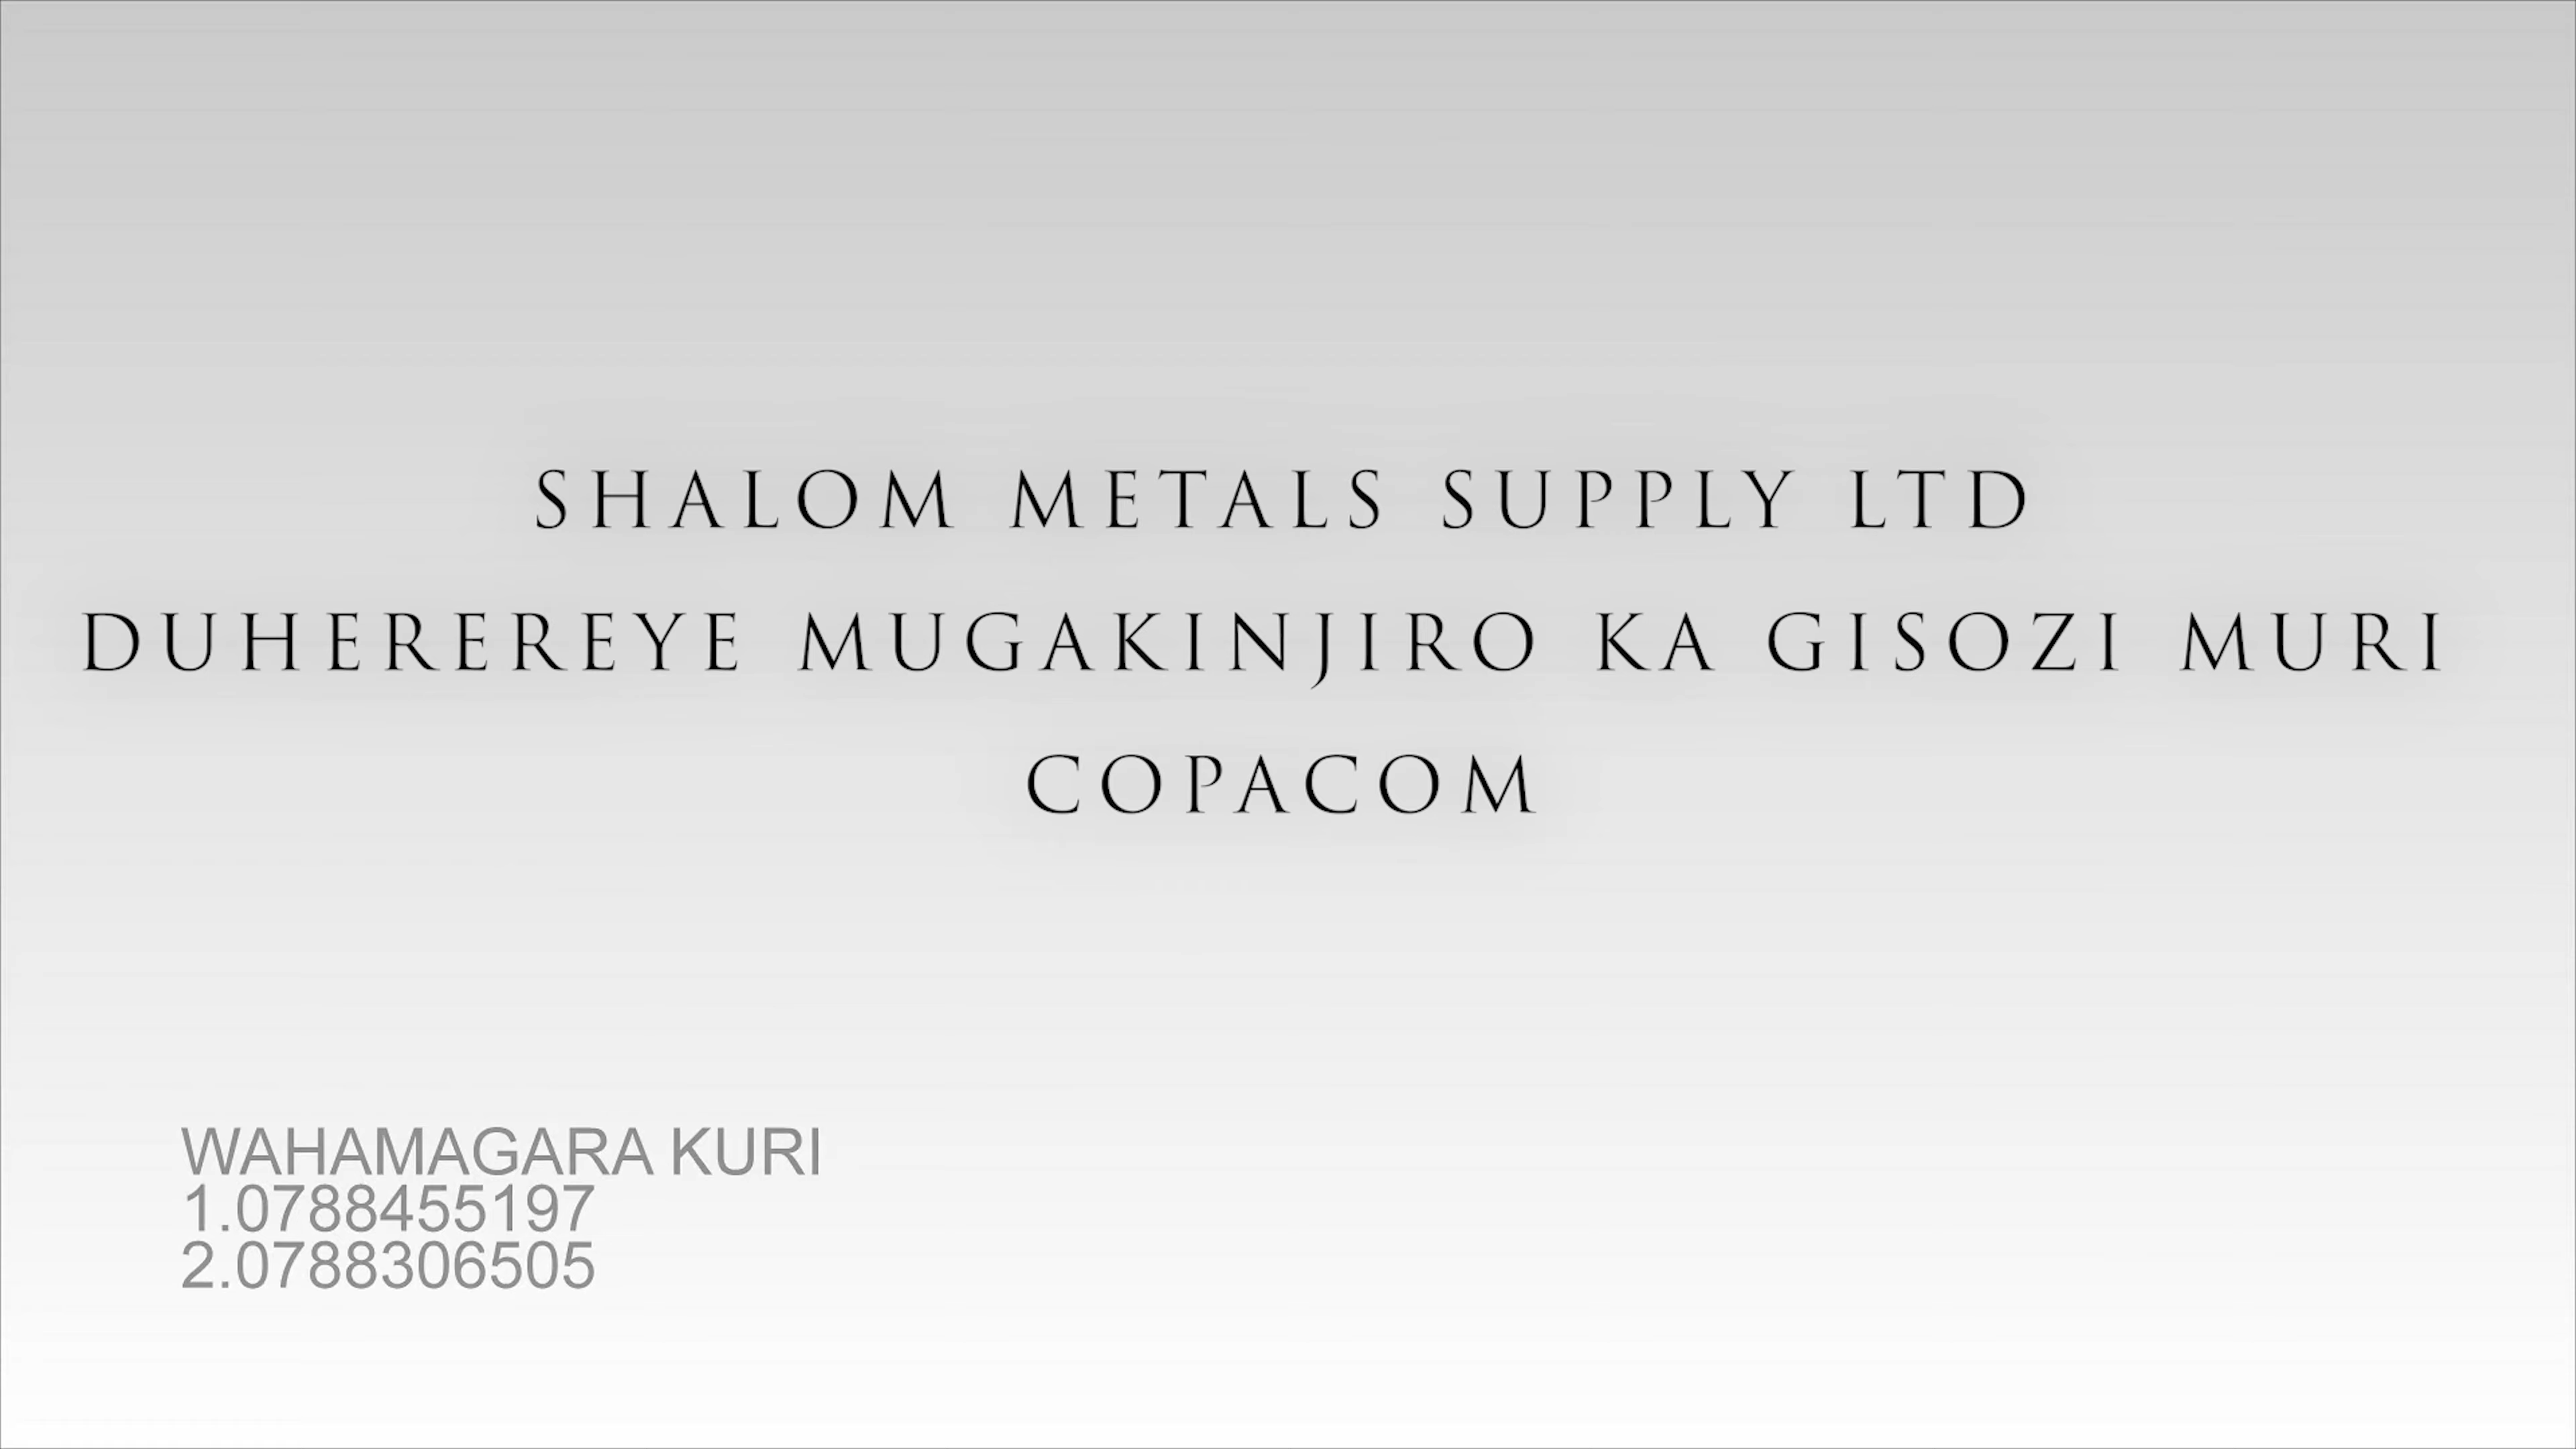 SHALOM METALS SUPPLY LTD
DUHEREREYE MUGAKINJIRO KA GISOZI MURI
COPACOM
WAHAMAGARA KURI
1.0788455197
2.0788306505